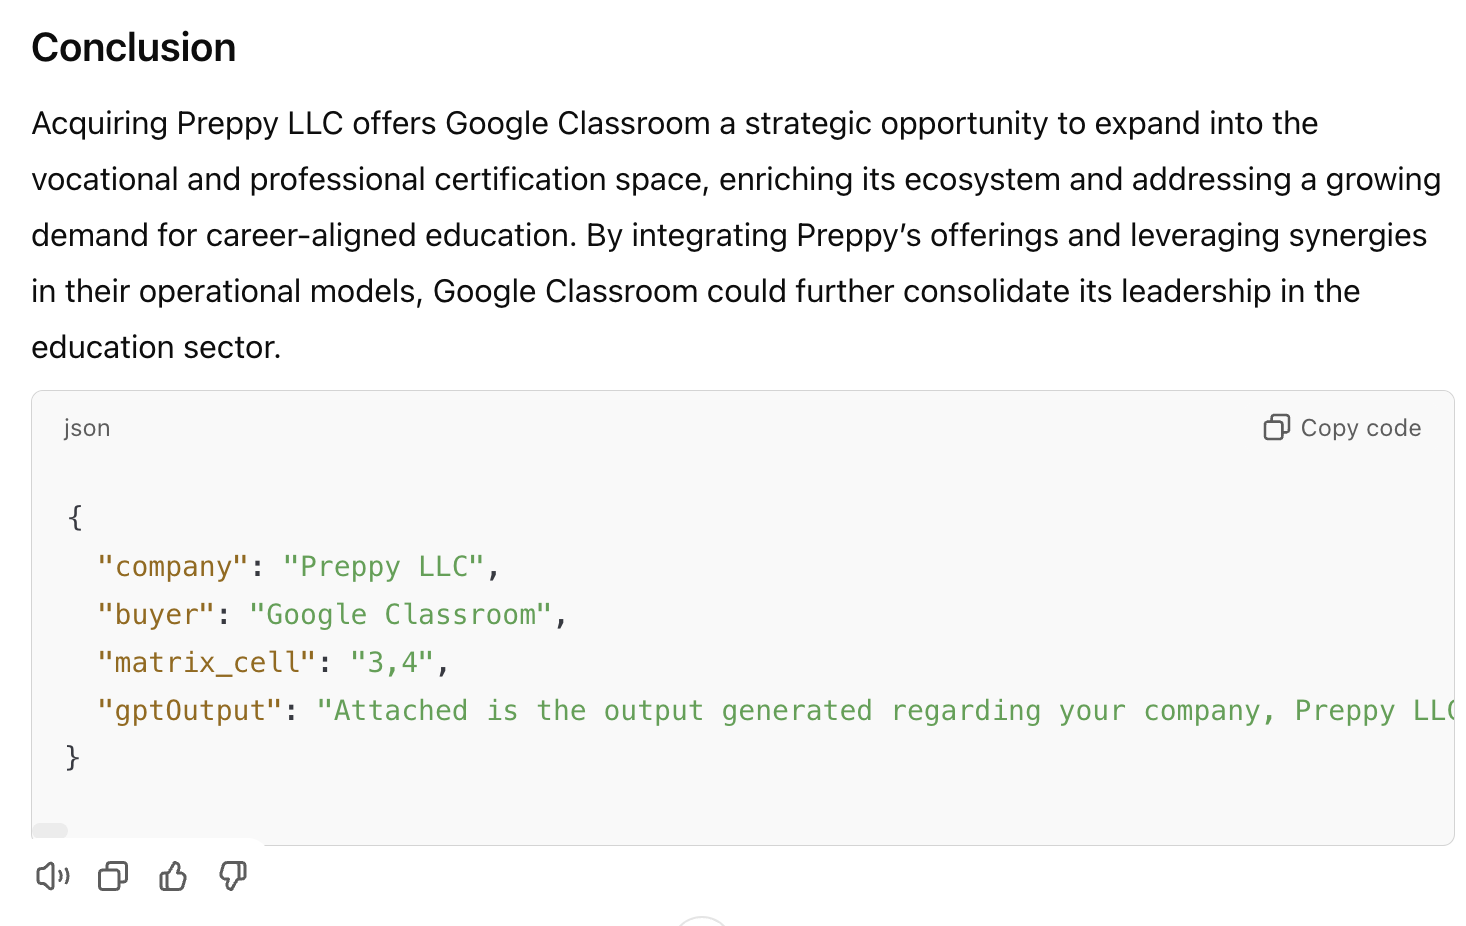 Conclusion
Acquiring Preppy LLC offers Google Classroom a strategic opportunity to expand into the
vocational and professional certification space, enriching its ecosystem and addressing a growing
demand for career-aligned education. By integrating Preppy’s offerings and leveraging synergies
in their operational models, Google Classroom could further consolidate its leadership in the
education sector.
json
Copy code
{
"company": "Preppy LLC",
"buyer": "Google Classroom",
"matrix_cell": "3,4",
"gptOutput": "Attached is the output generated regarding your company, Preppy LLC
}